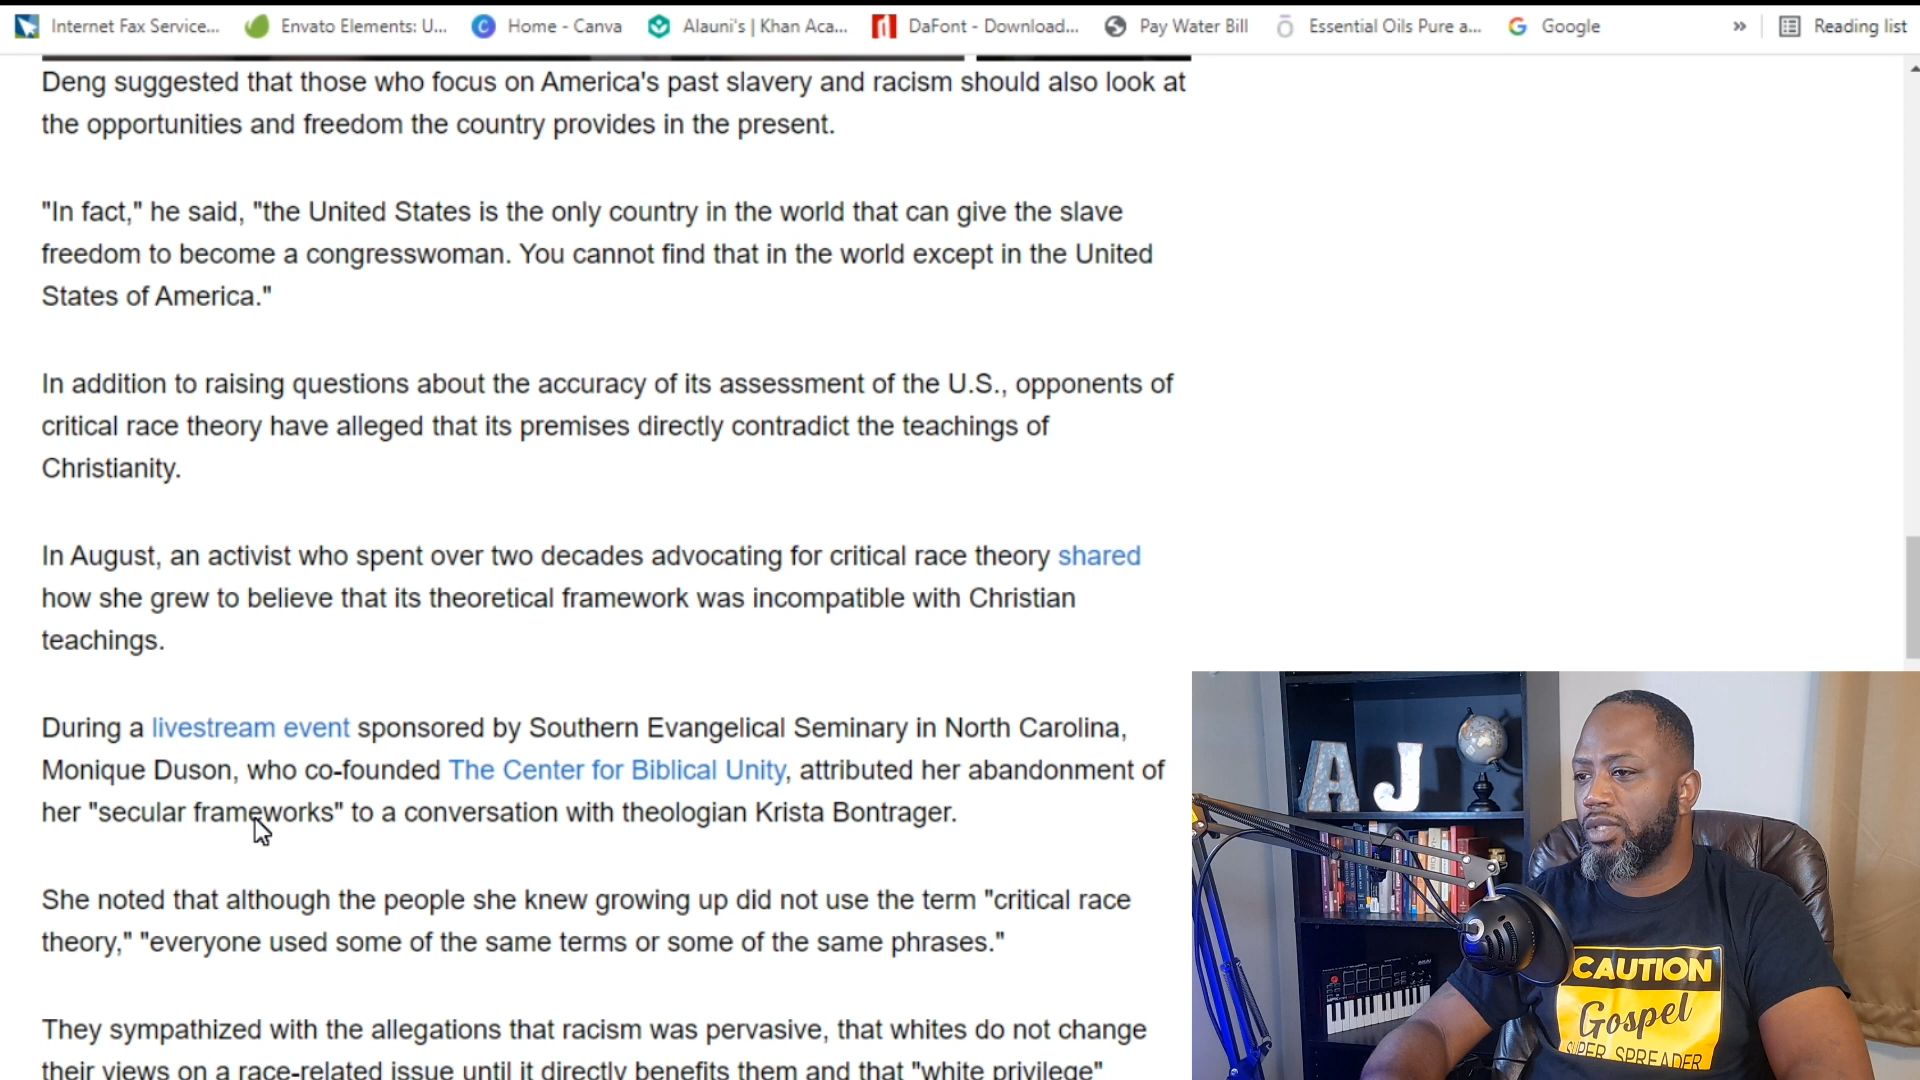 Internet Fax Service... Envato Elements: U... Home - Canva Alauni's | Khan Aca... DaFont - Download... Pay Water Bill Essential Oils Pure a... Google » Reading list
Deng suggested that those who focus on America's past slavery and racism should also look at
the opportunities and freedom the country provides in the present.
"In fact," he said, "the United States is the only country in the world that can give the slave
freedom to become a congresswoman. You cannot find that in the world except in the United
States of America."
In addition to raising questions about the accuracy of its assessment of the U.S., opponents of
critical race theory have alleged that its premises directly contradict the teachings of
Christianity.
In August, an activist who spent over two decades advocating for critical race theory shared
how she grew to believe that its theoretical framework was incompatible with Christian
teachings.
During a livestream event sponsored by Southern Evangelical Seminary in North Carolina,
Monique Duson, who co-founded The Center for Biblical Unity, attributed her abandonment of
her "secular frameworks" to a conversation with theologian Krista Bontrager.
She noted that although the people she knew growing up did not use the term "critical race
theory," "everyone used some of the same terms or some of the same phrases."
They sympathized with the allegations that racism was pervasive, that whites do not change
their views on a race-related issue until it directly benefits them and that "white privilege"
AJ
CAUTION
Gospel
SUPER SPREADER